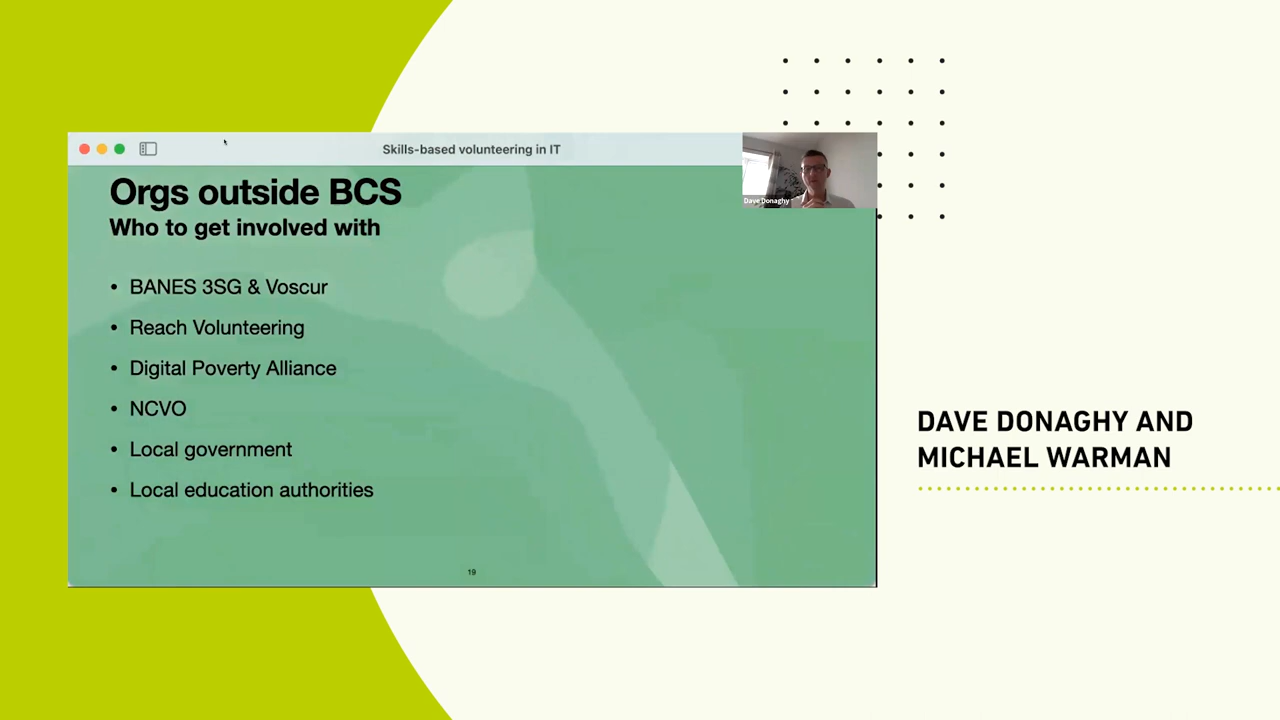 Skills-based volunteering in IT
Orgs outside BCS
Who to get involved with
• BANES 3SG & Voscur
• Reach Volunteering
• Digital Poverty Alliance
• NCVO
• Local government
• Local education authorities
19
Dave Donaghy
DAVE DONAGHY AND
MICHAEL WARMAN